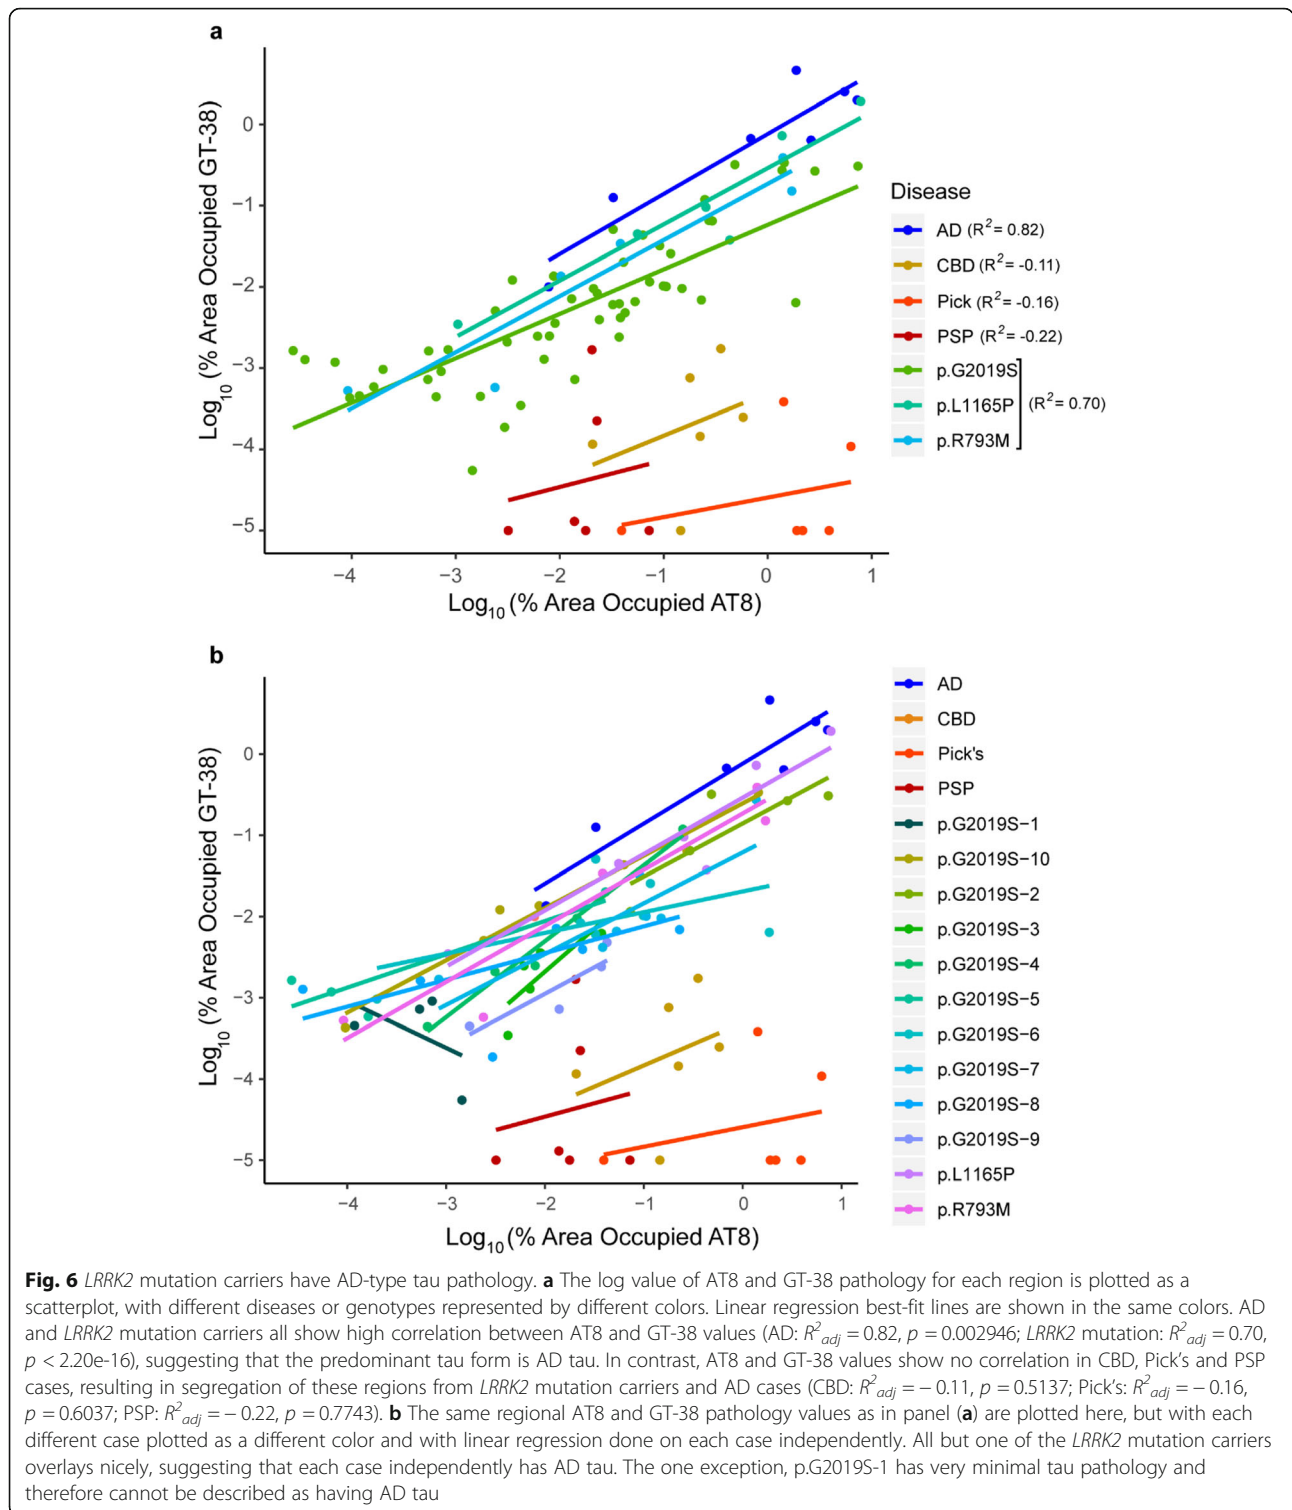 a
Log10 (% Area Occupied GT-38)
0
−1
−2
−3
−4
−5
−4 −3 −2 −1 0 1
Log10 (% Area Occupied AT8)
Disease
AD (R2 = 0.82)
CBD (R2 = -0.11)
Pick (R2 = -0.16)
PSP (R2 = -0.22)
p.G2019S
p.L1165P (R2 = 0.70)
p.R793M
b
Log10 (% Area Occupied GT-38)
0
−1
−2
−3
−4
−5
−4 −3 −2 −1 0 1
Log10 (% Area Occupied AT8)
AD
CBD
Pick's
PSP
p.G2019S−1
p.G2019S−10
p.G2019S−2
p.G2019S−3
p.G2019S−4
p.G2019S−5
p.G2019S−6
p.G2019S−7
p.G2019S−8
p.G2019S−9
p.L1165P
p.R793M
Fig. 6 LRRK2 mutation carriers have AD-type tau pathology. a The log value of AT8 and GT-38 pathology for each region is plotted as a
scatterplot, with different diseases or genotypes represented by different colors. Linear regression best-fit lines are shown in the same colors. AD
and LRRK2 mutation carriers all show high correlation between AT8 and GT-38 values (AD: R2adj = 0.82, p = 0.002946; LRRK2 mutation: R2adj = 0.70,
p < 2.20e-16), suggesting that the predominant tau form is AD tau. In contrast, AT8 and GT-38 values show no correlation in CBD, Pick's and PSP
cases, resulting in segregation of these regions from LRRK2 mutation carriers and AD cases (CBD: R2adj = − 0.11, p = 0.5137; Pick's: R2adj = − 0.16,
p = 0.6037; PSP: R2adj = − 0.22, p = 0.7743). b The same regional AT8 and GT-38 pathology values as in panel (a) are plotted here, but with each
different case plotted as a different color and with linear regression done on each case independently. All but one of the LRRK2 mutation carriers
overlays nicely, suggesting that each case independently has AD tau. The one exception, p.G2019S-1 has very minimal tau pathology and
therefore cannot be described as having AD tau